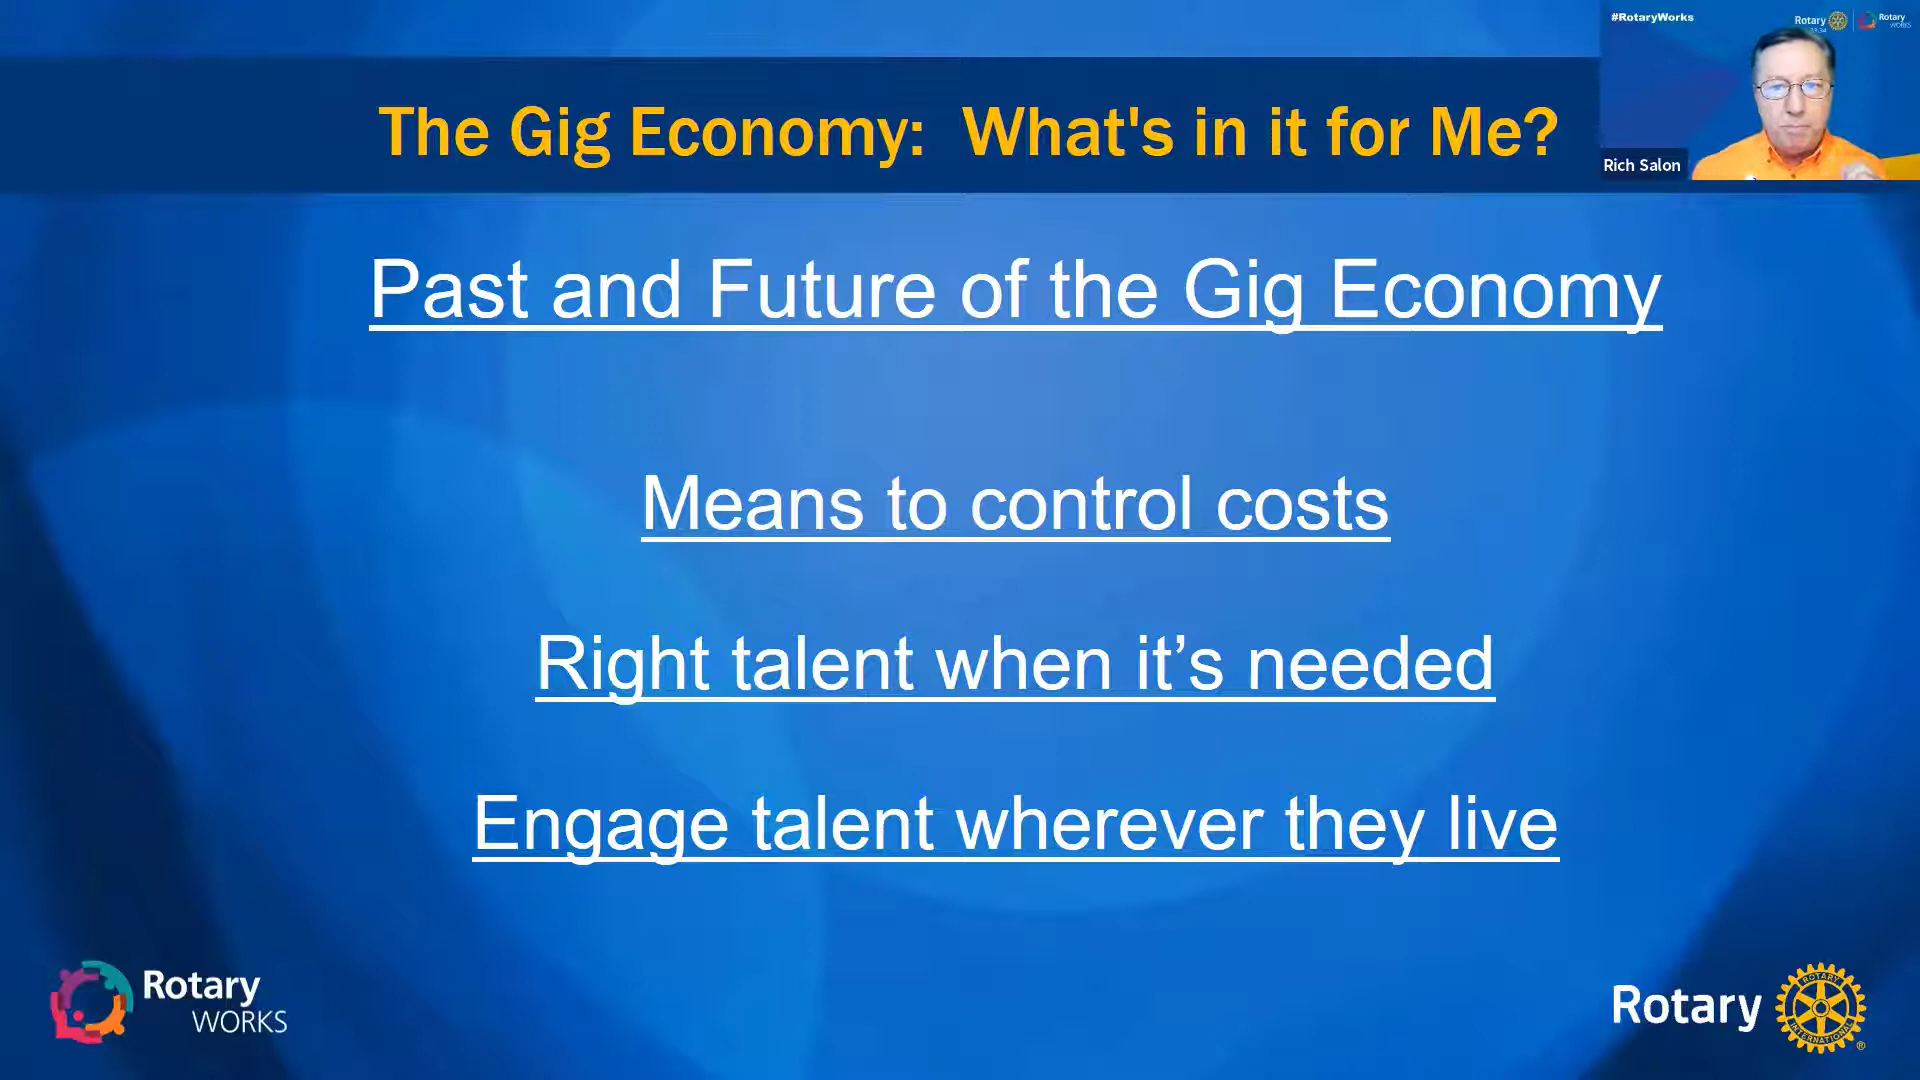 #RotaryWorks
Rotary
Rotary
WORKS
The Gig Economy:  What's in it for Me?
Rich Salon
Past and Future of the Gig Economy
Means to control costs
Right talent when it’s needed
Engage talent wherever they live
Rotary
WORKS
Rotary
ROTARY
INTERNATIONAL
®